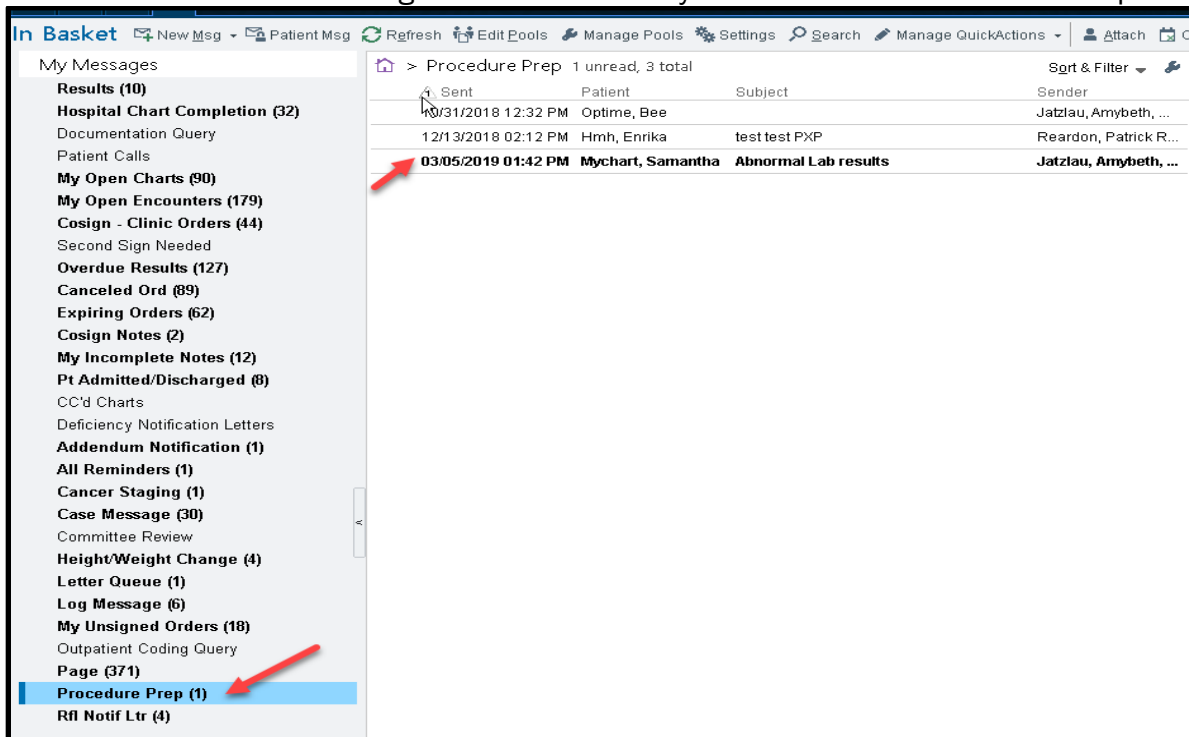 In Basket New Msg Patient Msg Refresh Edit Pools Manage Pools Settings Search Manage QuickActions Attach
My Messages
Results (10)
Hospital Chart Completion (32)
Documentation Query
Patient Calls
My Open Charts (90)
My Open Encounters (179)
Cosign - Clinic Orders (44)
Second Sign Needed
Overdue Results (127)
Canceled Ord (89)
Expiring Orders (62)
Cosign Notes (2)
My Incomplete Notes (12)
Pt Admitted/Discharged (8)
CC'd Charts
Deficiency Notification Letters
Addendum Notification (1)
All Reminders (1)
Cancer Staging (1)
Case Message (30)
Committee Review
Height/Weight Change (4)
Letter Queue (1)
Log Message (6)
My Unsigned Orders (18)
Outpatient Coding Query
Page (371)
Procedure Prep (1)
Rfl Notif Ltr (4)
> Procedure Prep 1 unread, 3 total Sort & Filter
1 Sent Patient Subject Sender
0/31/2018 12:32 PM Optime, Bee Jatzlau, Amybeth, ...
12/13/2018 02:12 PM Hmh, Enrika test test PXP Reardon, Patrick R...
03/05/2019 01:42 PM Mychart, Samantha Abnormal Lab results Jatzlau, Amybeth, ...
<